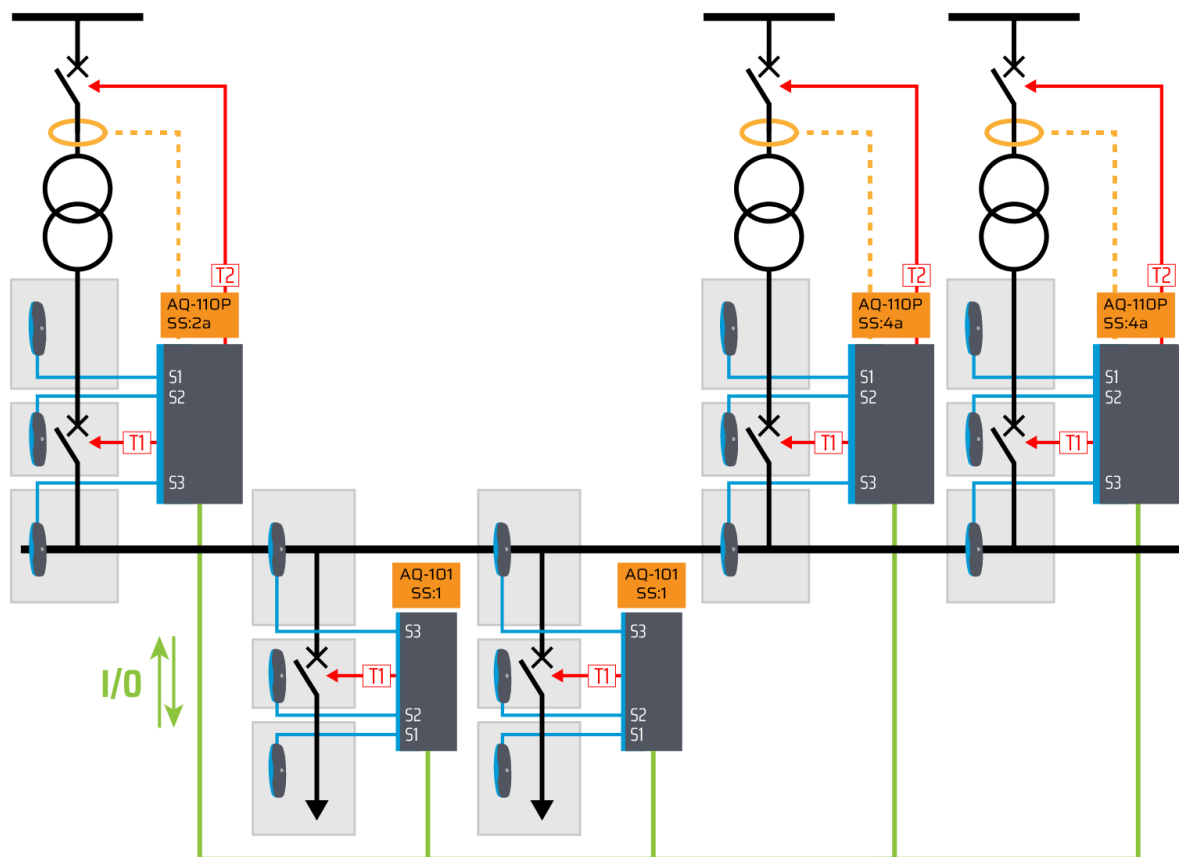 T2
T2
T2
AQ-110P
SS:2a
AQ-110P
SS:4a
AQ-110P
SS:4a
S1
S2
T1
S3
S1
S2
T1
S3
S1
S2
T1
S3
AQ-101
SS:1
AQ-101
SS:1
S3
T1
S2
S1
S3
T1
S2
S1
I/O